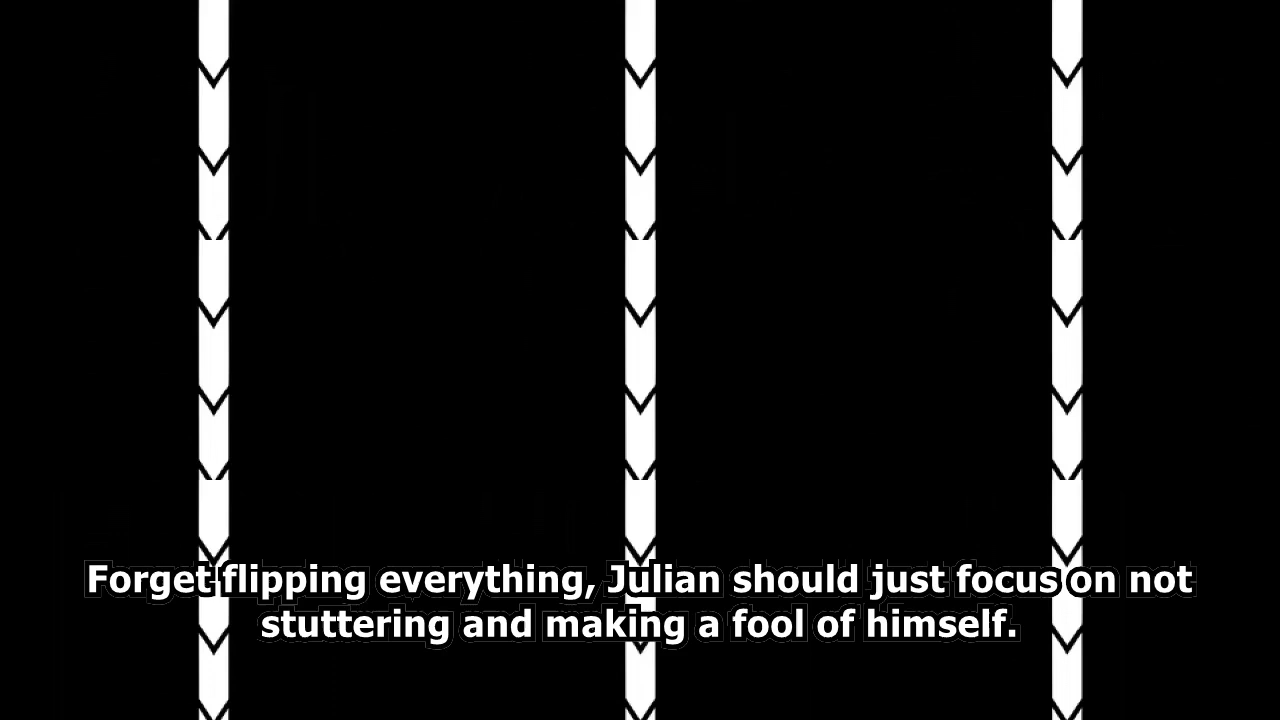 Forget flipping everything, Julian should just focus on not
stuttering and making a fool of himself.